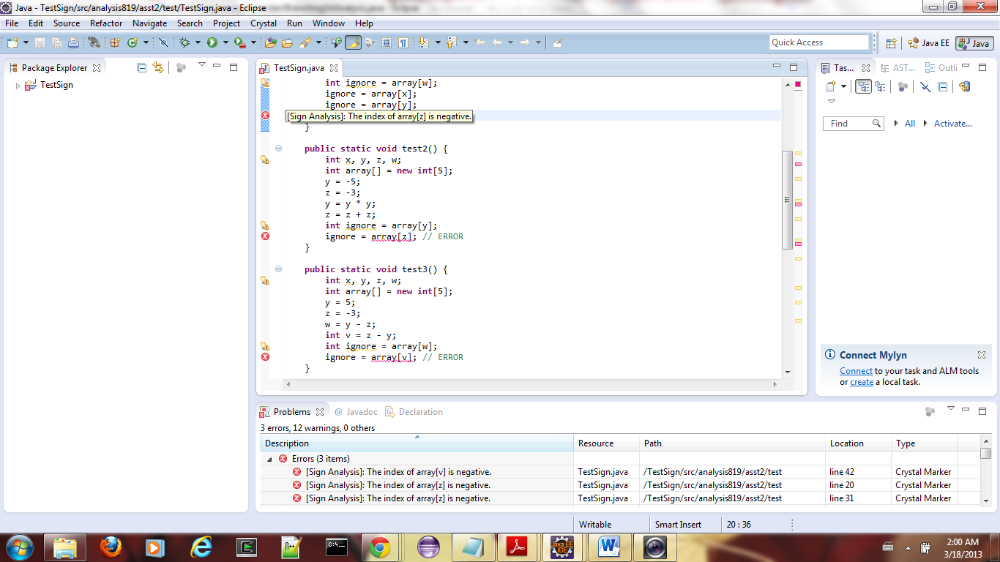 Java - TestSign/src/analysis819/asst2/test/TestSign.java - Eclipse
File Edit Source Refactor Navigate Search Project Crystal Run Window Help
Quick Access
Java EE
Java
Package Explorer
TestSign
TestSign.java
int ignore = array[w];
ignore = array[x];
ignore = array[y];
[Sign Analysis]: The index of array[z] is negative.
}
public static void test2() {
int x, y, z, w;
int array[] = new int[5];
y = -5;
z = -3;
y = y * y;
z = z + z;
int ignore = array[y];
ignore = array[z]; // ERROR
}
public static void test3() {
int x, y, z, w;
int array[] = new int[5];
y = 5;
z = -3;
w = y - z;
int v = z - y;
int ignore = array[w];
ignore = array[v]; // ERROR
}
Tas... AST... Outli
Find
All
Activate...
Connect Mylyn
Connect to your task and ALM tools
or create a local task.
Problems @ Javadoc Declaration
3 errors, 12 warnings, 0 others
Description Resource Path Location Type
Errors (3 items)
[Sign Analysis]: The index of array[v] is negative. TestSign.java /TestSign/src/analysis819/asst2/test line 42 Crystal Marker
[Sign Analysis]: The index of array[z] is negative. TestSign.java /TestSign/src/analysis819/asst2/test line 20 Crystal Marker
[Sign Analysis]: The index of array[z] is negative. TestSign.java /TestSign/src/analysis819/asst2/test line 31 Crystal Marker
Writable Smart Insert 20 : 36
2:00 AM
3/18/2013